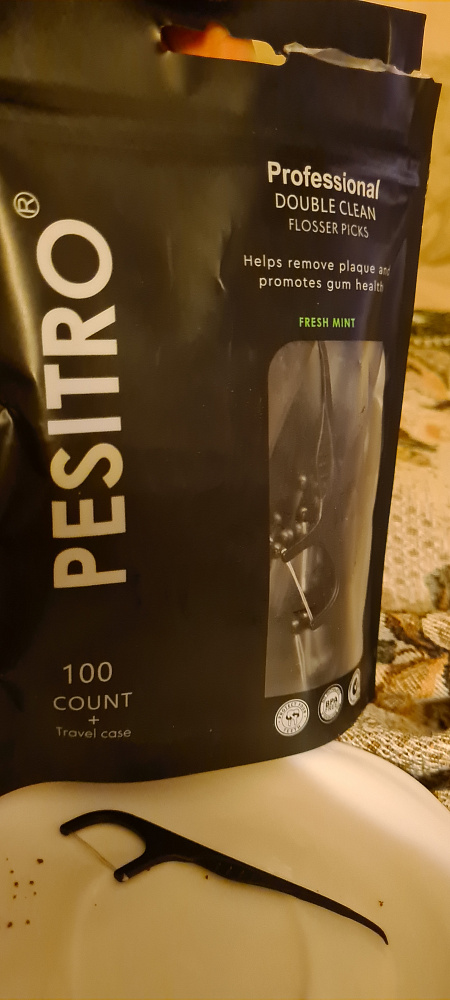 PESITRO®
Professional
DOUBLE CLEAN
FLOSSER PICKS
Helps remove plaque and
promotes gum health
FRESH MINT
100
COUNT
+
Travel case
BPA